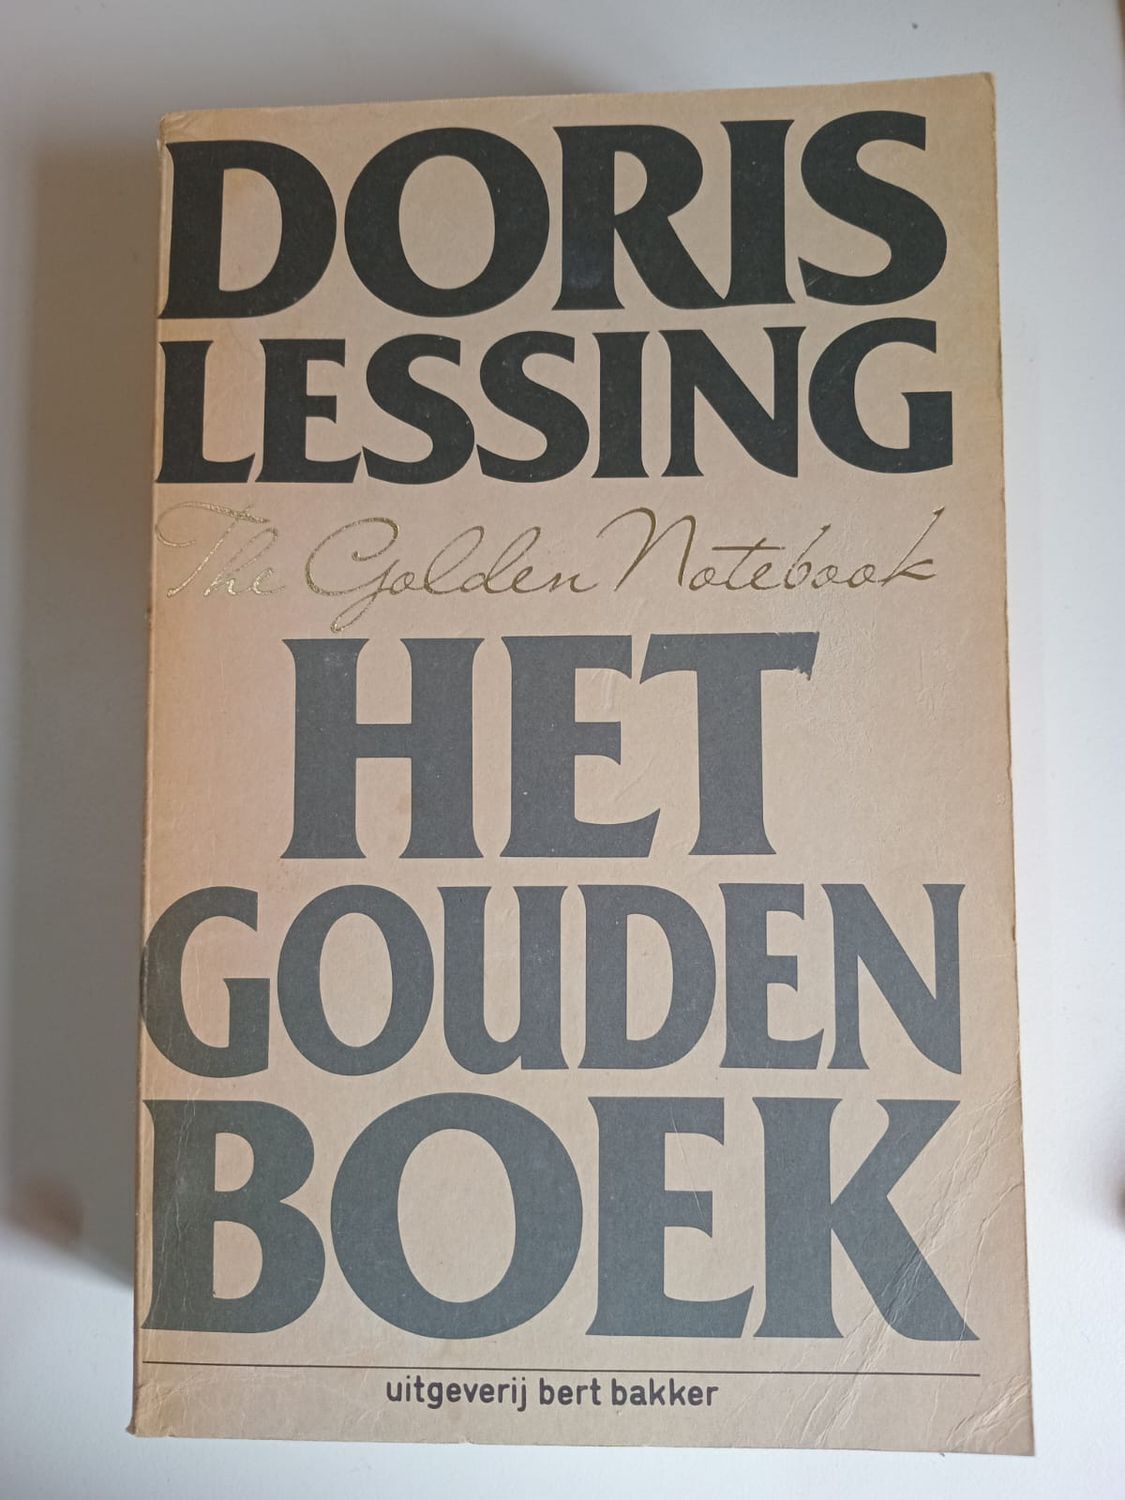 DORIS
LESSING
The Golden Notebook
HET
GOUDEN
BOEK
uitgeverij bert bakker